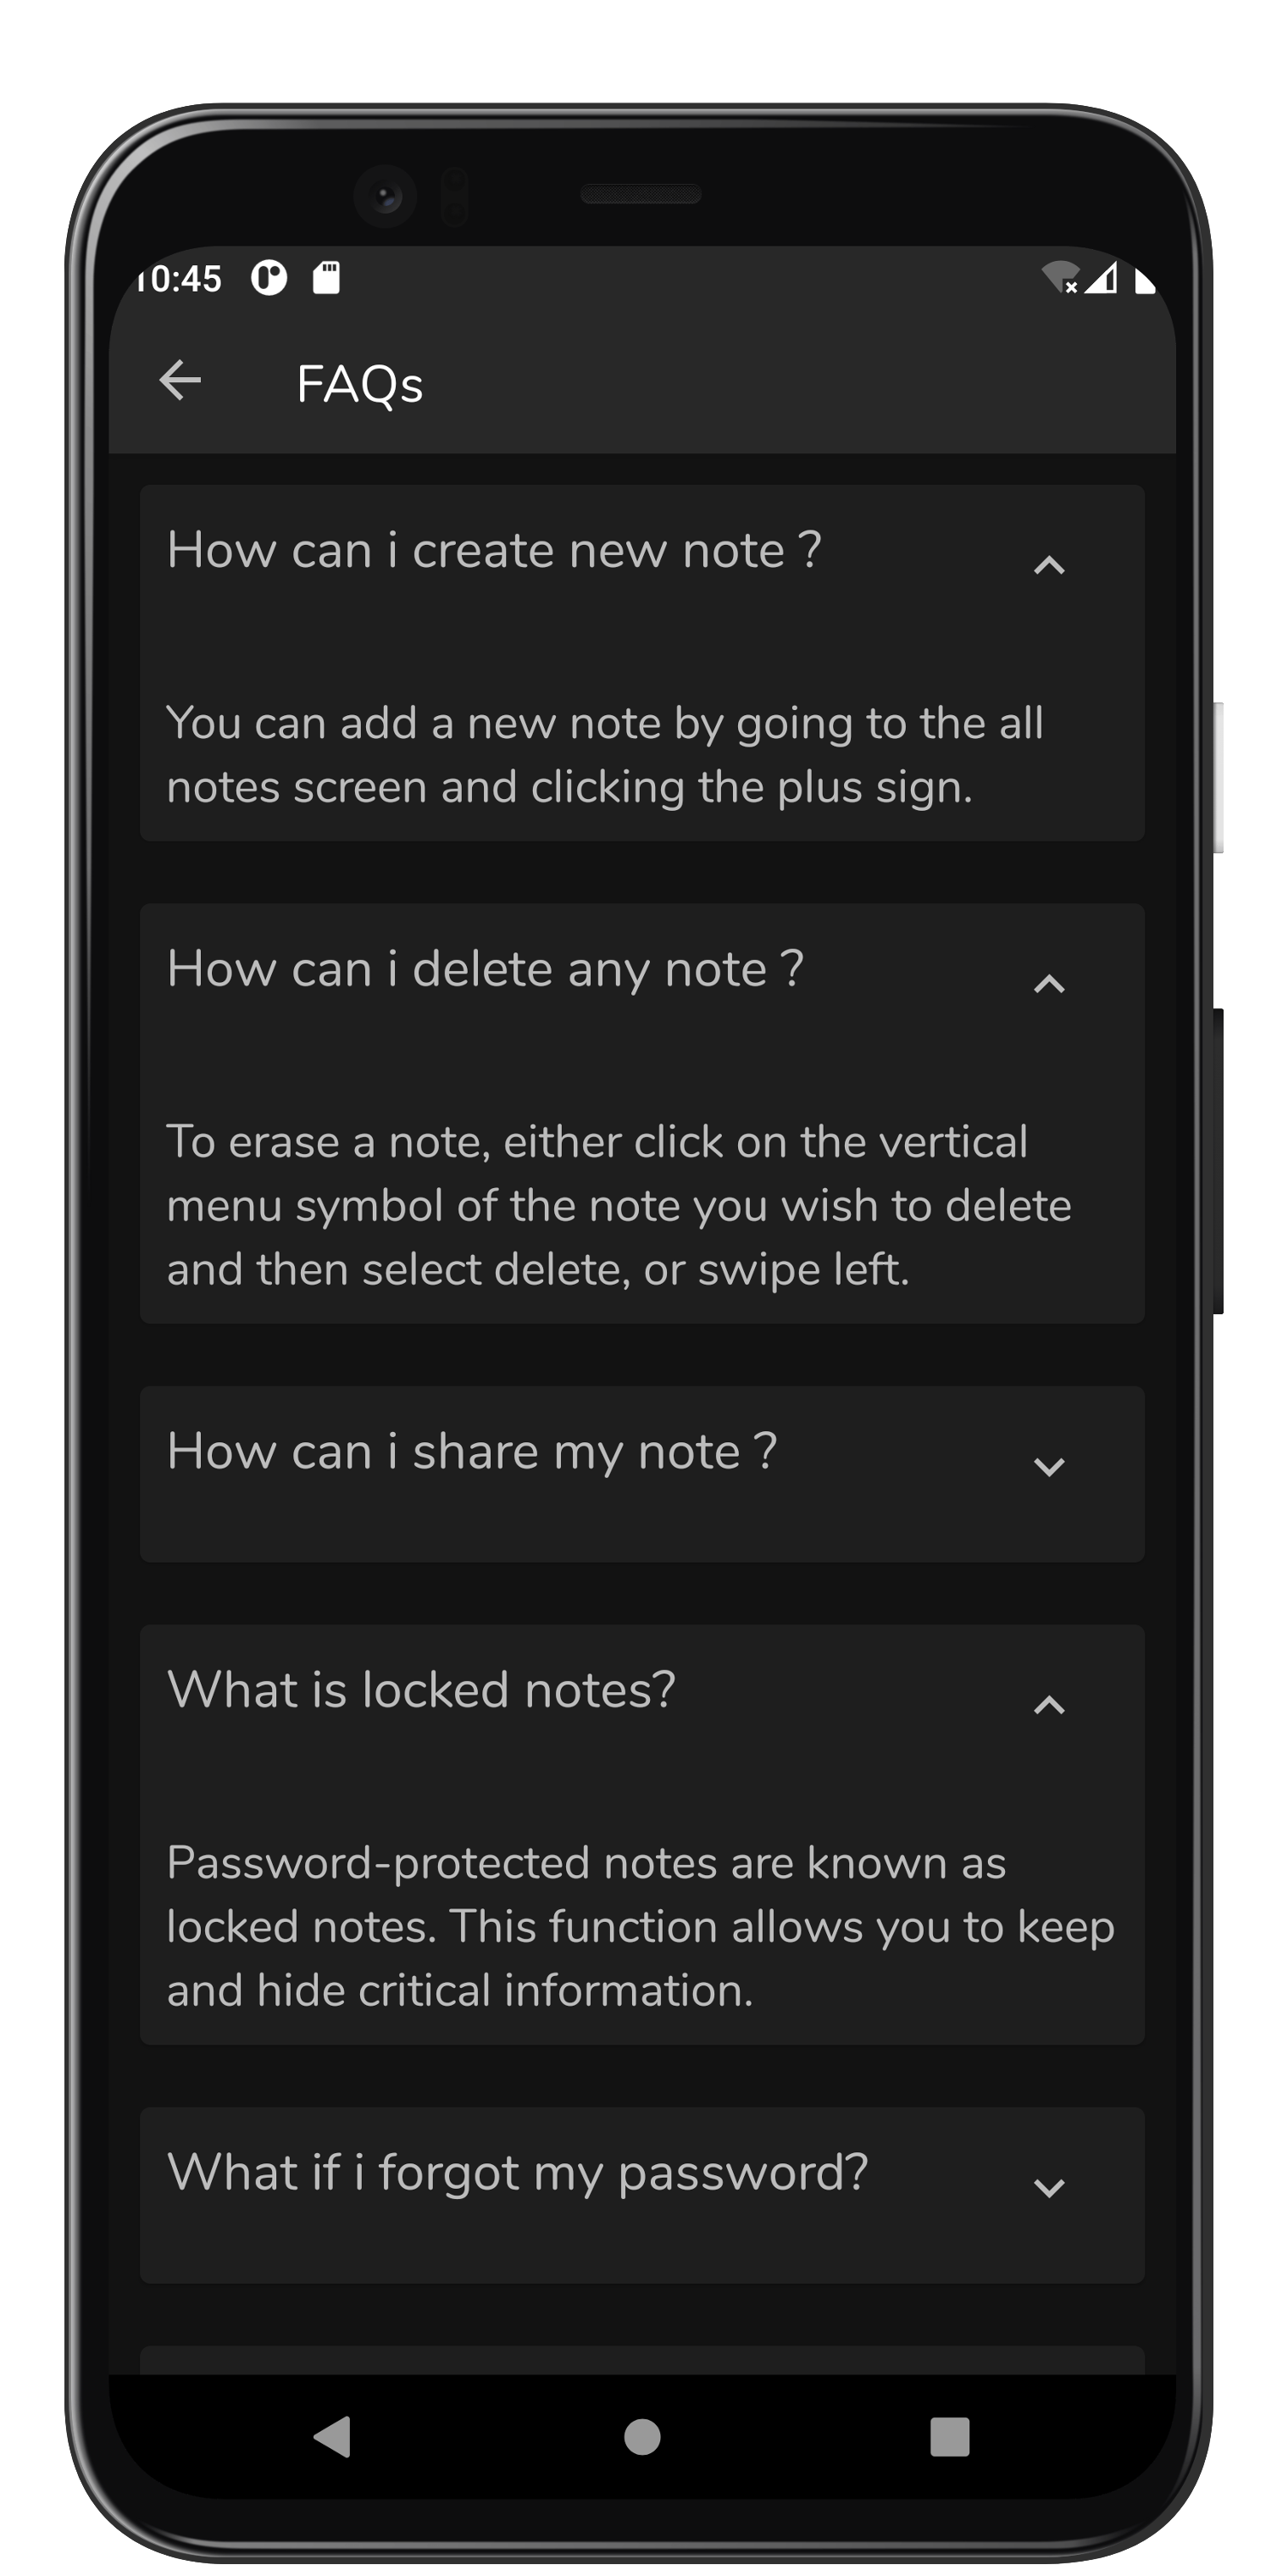 10:45
FAQs
How can i create new note ?
You can add a new note by going to the all
notes screen and clicking the plus sign.
How can i delete any note ?
To erase a note, either click on the vertical
menu symbol of the note you wish to delete
and then select delete, or swipe left.
How can i share my note ?
What is locked notes?
Password-protected notes are known as
locked notes. This function allows you to keep
and hide critical information.
What if i forgot my password?